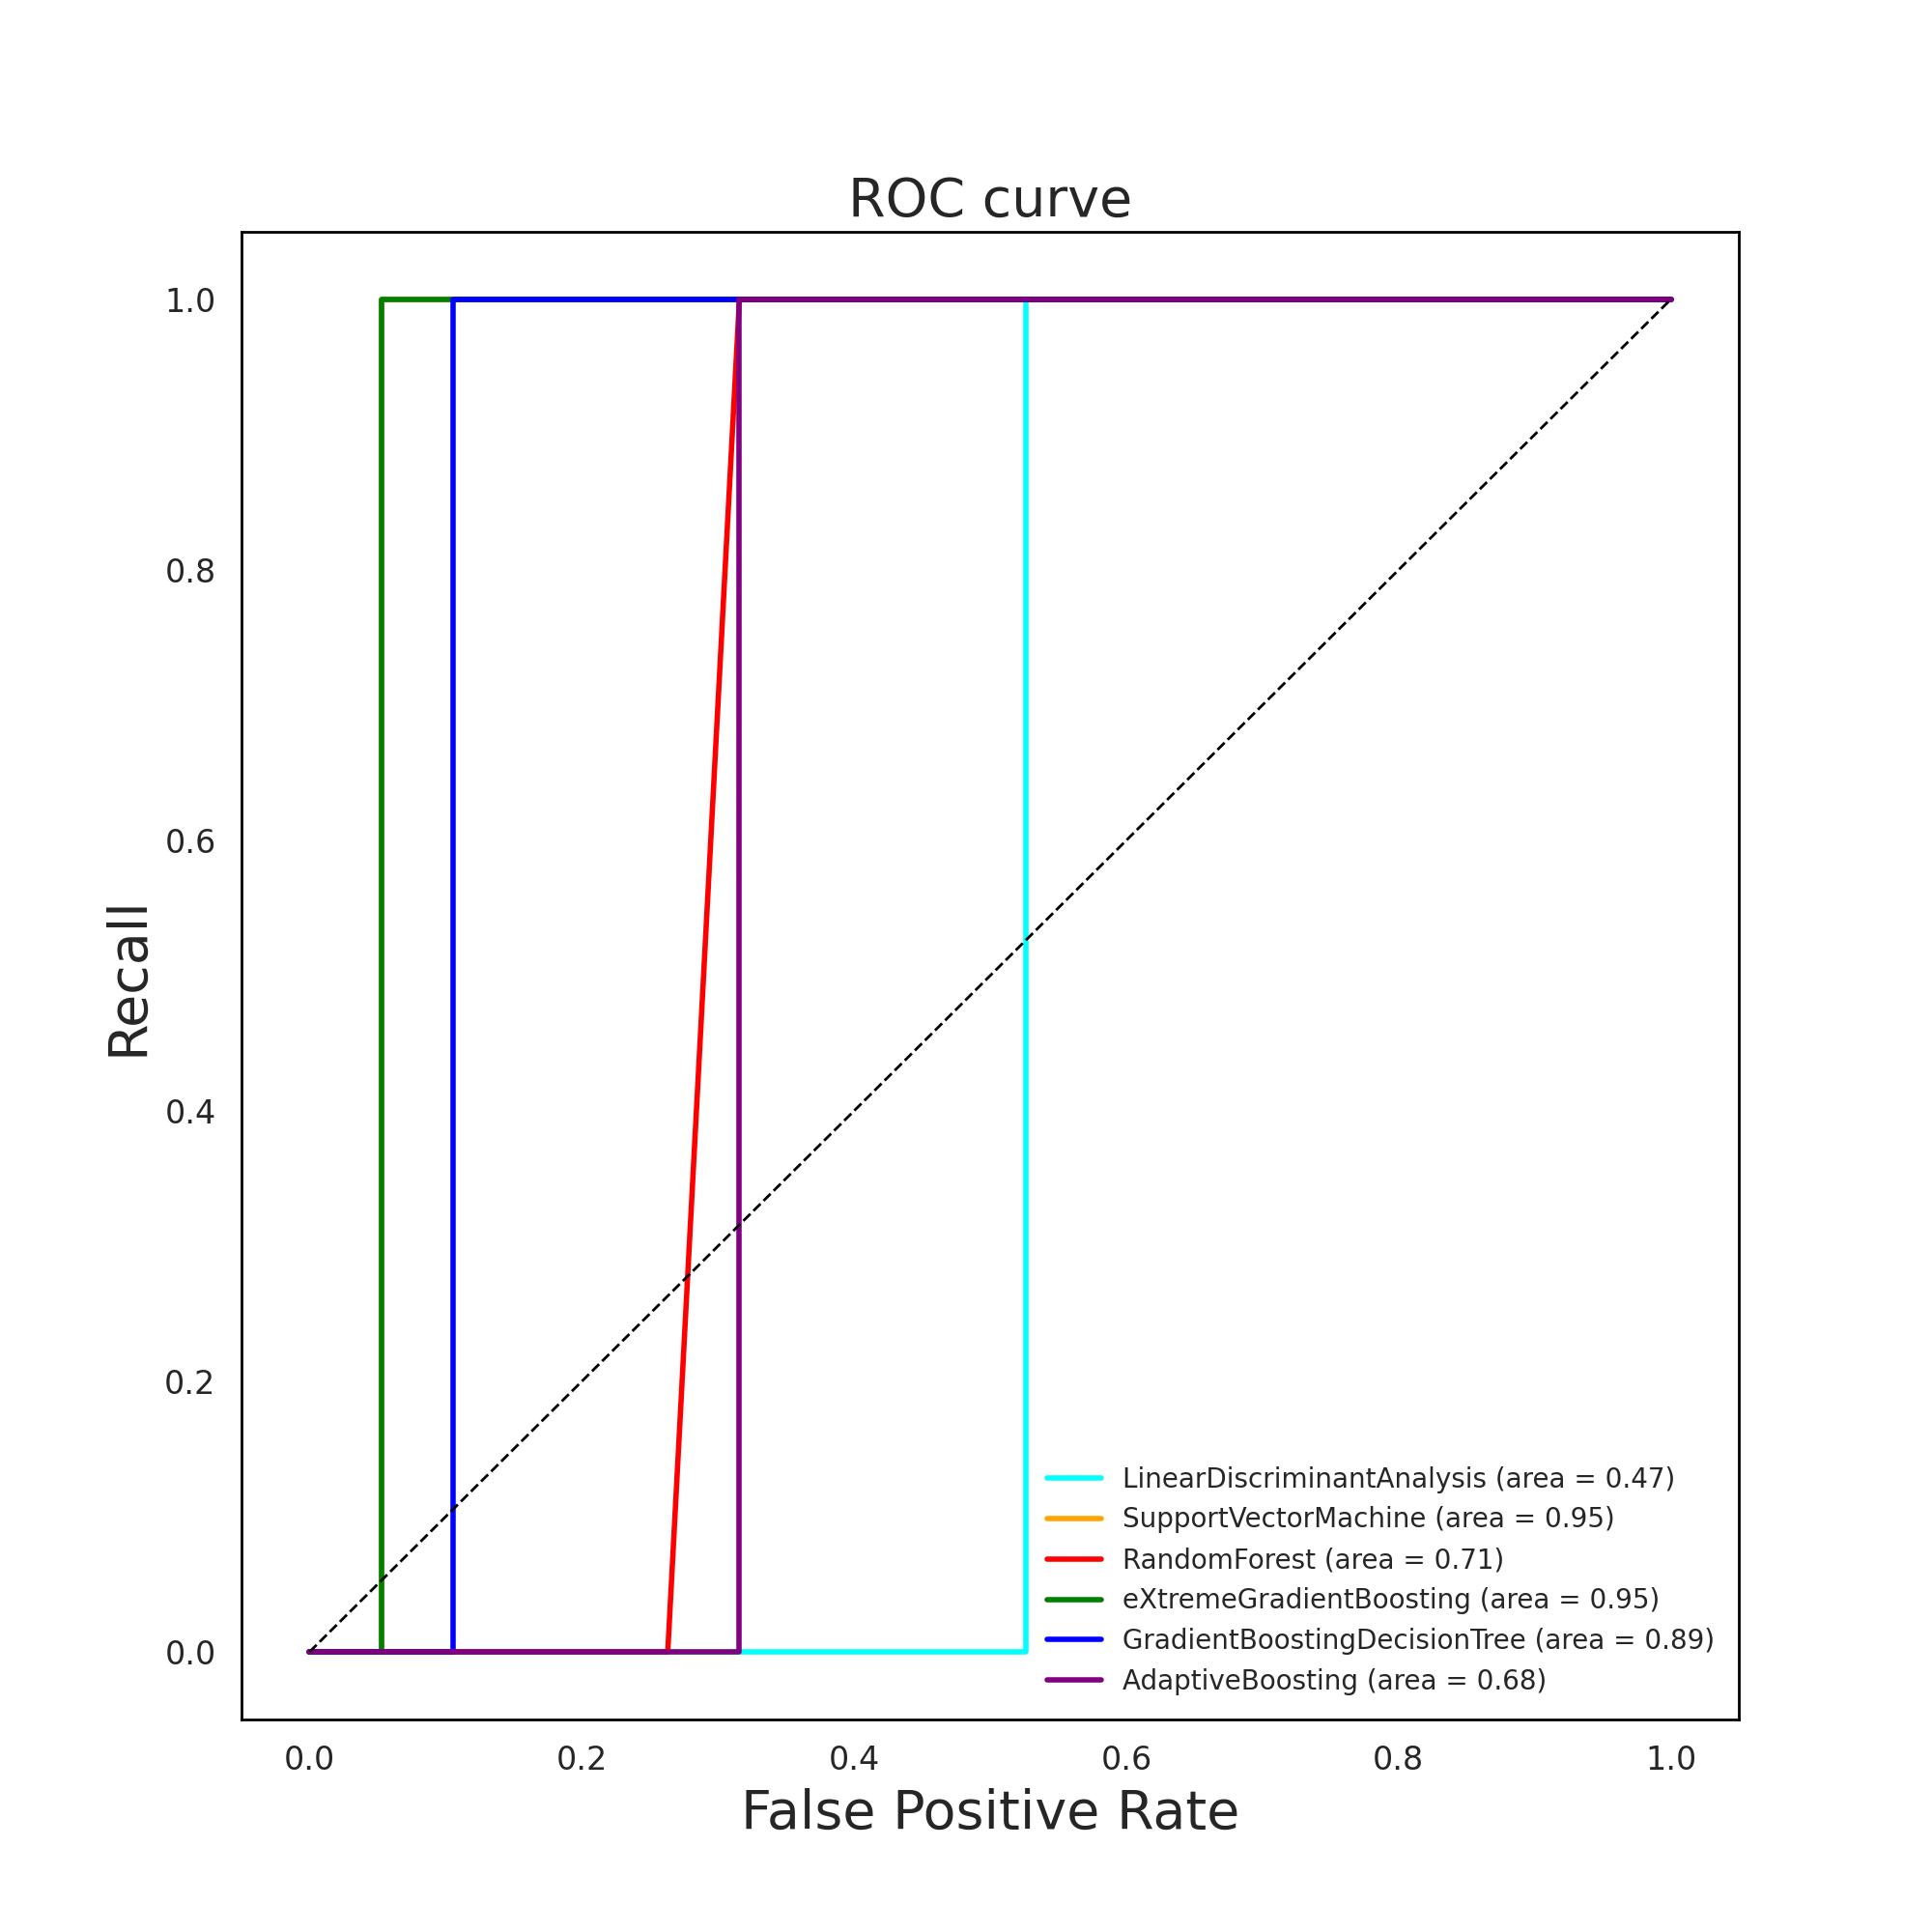 ROC curve
1.0
0.8
0.6
0.4
0.2
0.0
Recall
LinearDiscriminantAnalysis (area = 0.47)
SupportVectorMachine (area = 0.95)
RandomForest (area = 0.71)
eXtremeGradientBoosting (area = 0.95)
GradientBoostingDecisionTree (area = 0.89)
AdaptiveBoosting (area = 0.68)
0.0 0.2 0.4 0.6 0.8 1.0
False Positive Rate